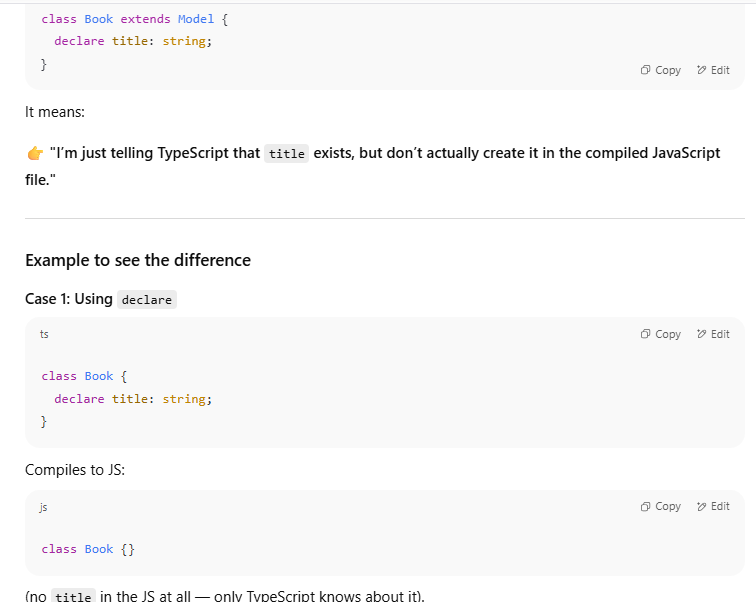 class Book extends Model {
declare title: string;
}
Copy Edit
It means:
👉 "I'm just telling TypeScript that title exists, but don't actually create it in the compiled JavaScript
file."
Example to see the difference
Case 1: Using declare
ts Copy Edit
class Book {
declare title: string;
}
Compiles to JS:
js Copy Edit
class Book {}
(no title in the JS at all — only TypeScript knows about it).